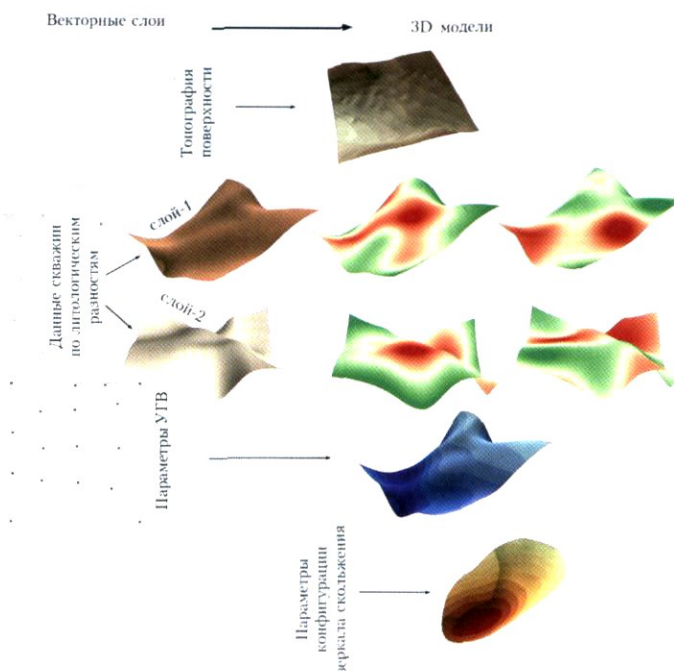 Векторные слои
3D модели
Топография
поверхности
слой-1
Данные скважин
по литологическим
разностям
слой-2
Параметры УГВ
Параметры
конфигурации
зеркала скольжения